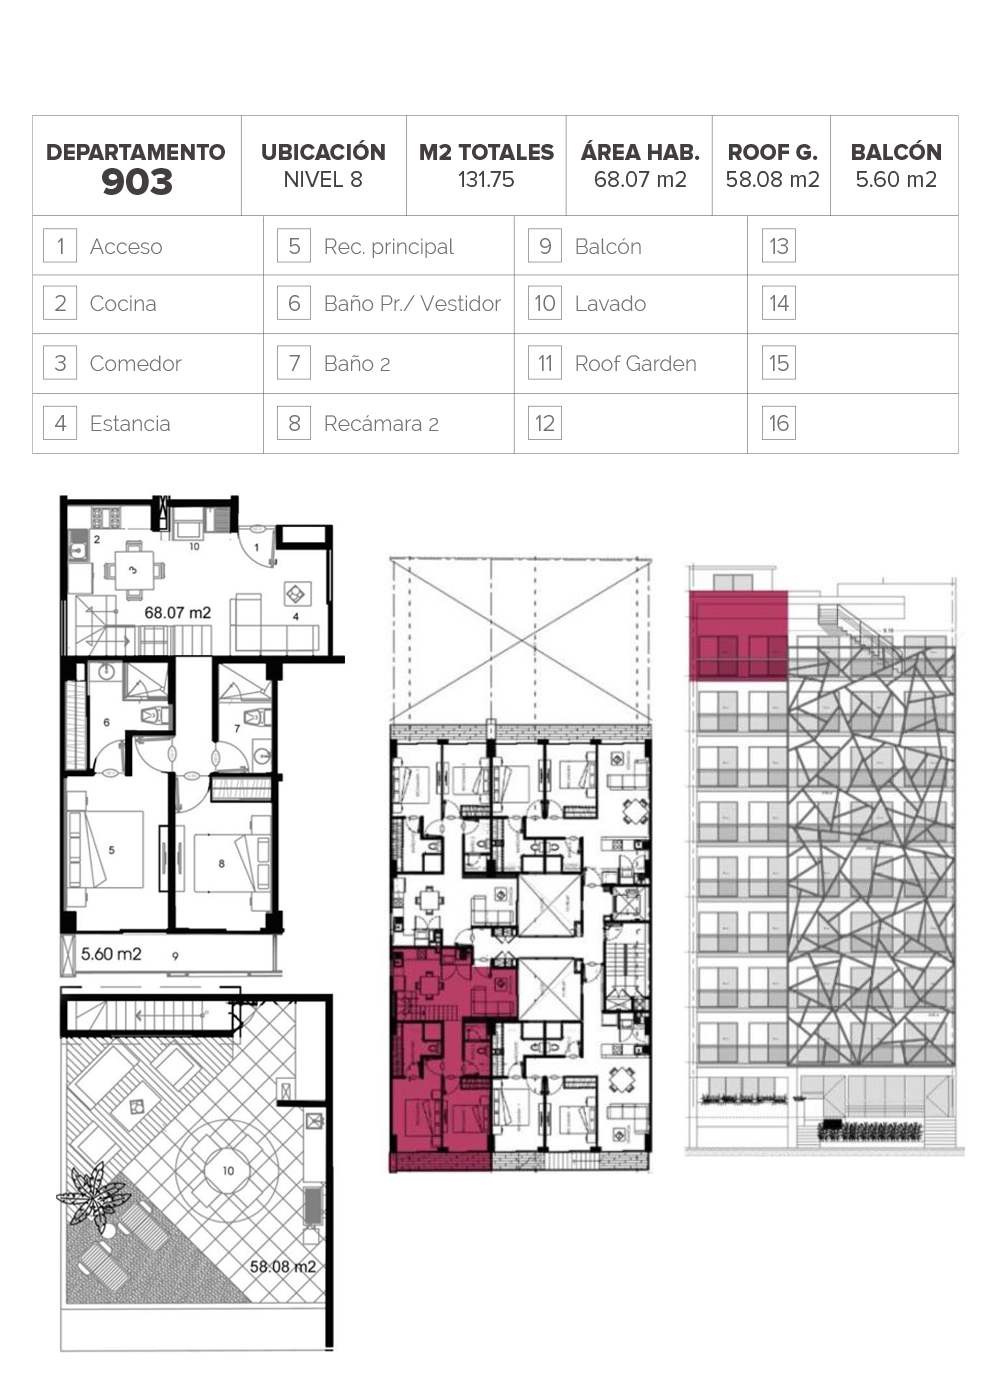 DEPARTAMENTO
903
UBICACIÓN
NIVEL 8
M2 TOTALES
131.75
ÁREA HAB.
68.07 m2
ROOF G.
58.08 m2
BALCÓN
5.60 m2
1 Acceso
5 Rec. principal
9 Balcón
13
2 Cocina
6 Baño Pr./ Vestidor
10 Lavado
14
3 Comedor
7 Baño 2
11 Roof Garden
15
4 Estancia
8 Recámara 2
12
16
2
10
1
3
68.07 m2
4
6
7
5
8
5.60 m2
9
10
58.08 m2